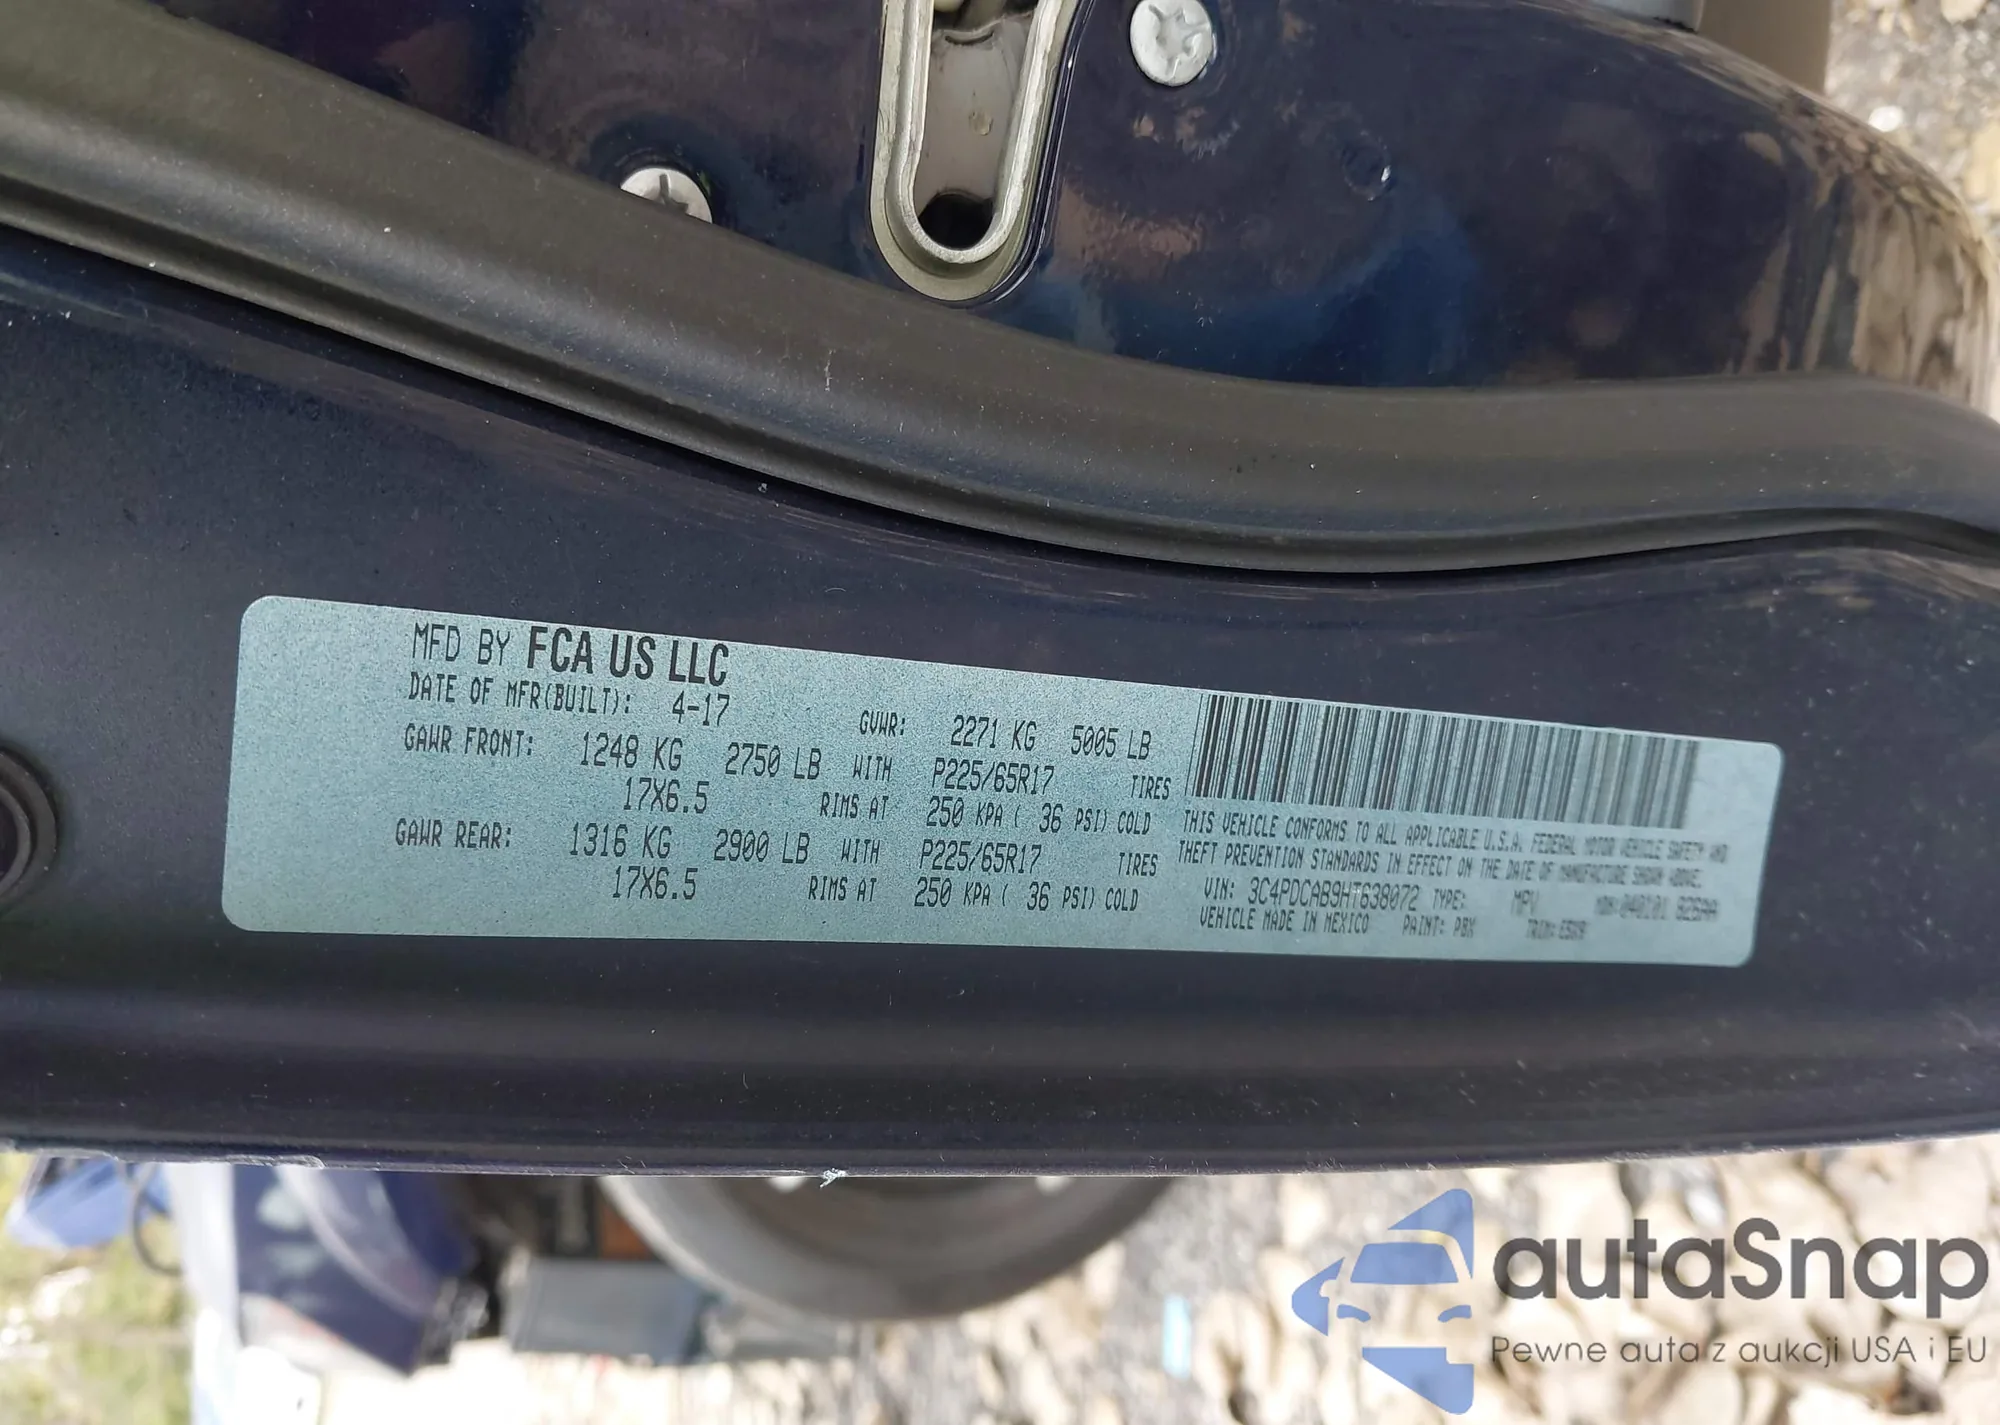 MFD BY FCA US LLC
DATE OF MFR(BUILT): 4-17 GVWR: 2271 KG 5005 LB
GAWR FRONT: 1248 KG 2750 LB WITH P225/65R17 TIRES
17X6.5 RIMS AT 250 KPA ( 36 PSI) COLD
GAWR REAR: 1316 KG 2900 LB WITH P225/65R17 TIRES
17X6.5 RIMS AT 250 KPA ( 36 PSI) COLD
THIS VEHICLE CONFORMS TO ALL APPLICABLE U.S.A. FEDERAL MOTOR VEHICLE SAFETY AND
THEFT PREVENTION STANDARDS IN EFFECT ON THE DATE OF MANUFACTURE SHOWN ABOVE.
VIN: 3C4PDCAB9HT638072 TYPE: MPV
VEHICLE MADE IN MEXICO PAINT: PBX TRIM:
autaSnap
Pewne auta z aukcji USA i EU